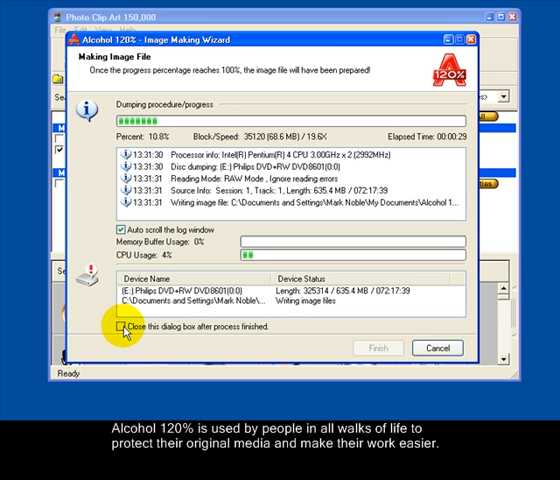 Photo Clip Art 150,000
Alcohol 120% - Image Making Wizard
Making Image File
Once the progress percentage reaches 100%, the image file will have been prepared!
120%
Dumping procedure/progress
Percent: 10.8% Block/Speed: 35120 (68.6 MB) / 19.6X Elapsed Time: 00:00:29
13:31:30 Processor info: Intel(R) Pentium(R) 4 CPU 3.00GHz x 2 (2992MHz)
13:31:30 Disc dumping: (E:) Philips DVD+RW DVD8601(0:0)
13:31:31 Reading Mode: RAW Mode , Ignore reading errors
13:31:31 Source Info: Session: 1, Track: 1, Length: 635.4 MB / 072:17:39
13:31:31 Writing image file: C:\Documents and Settings\Mark Noble\My Documents\Alcohol 1...
Auto scroll the log window
Memory Buffer Usage: 0%
CPU Usage: 4%
Device Name Device Status
(E:) Philips DVD+RW DVD8601(0:0) Length: 325314 / 635.4 MB / 072:17:39
C:\Documents and Settings\Mark Noble\... Writing image files
Close this dialog box after process finished.
Finish Cancel
Ready
Alcohol 120% is used by people in all walks of life to
protect their original media and make their work easier.